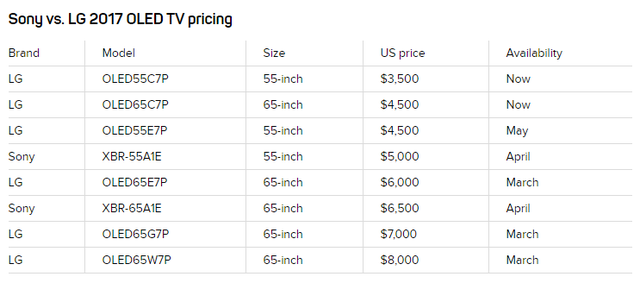 Sony vs. LG 2017 OLED TV pricing
Brand Model Size US price Availability
LG OLED55C7P 55-inch $3,500 Now
LG OLED65C7P 65-inch $4,500 Now
LG OLED55E7P 55-inch $4,500 May
Sony XBR-55A1E 55-inch $5,000 April
LG OLED65E7P 65-inch $6,000 March
Sony XBR-65A1E 65-inch $6,500 April
LG OLED65G7P 65-inch $7,000 March
LG OLED65W7P 65-inch $8,000 March